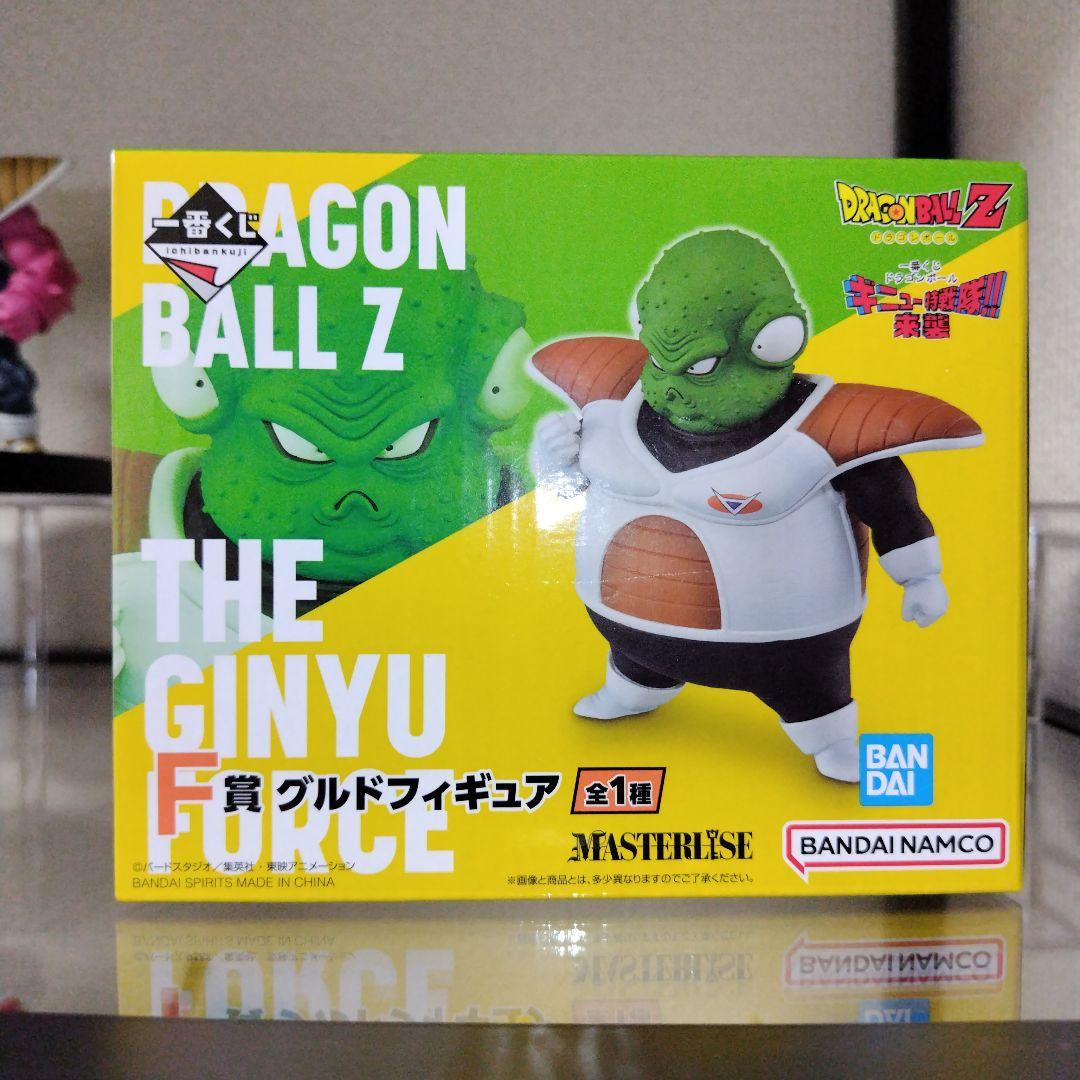 DRAGON
BALL Z
一番くじ
ichibankuji
DRAGONBALL Z
ドラゴンボール
一番くじ
ドラゴンボール
ギニュー特戦隊!!
来襲
THE
GINYU
FORCE
F賞 グルドフィギュア 全1種
BAN
DAI
MASTERLISE
BANDAI NAMCO
©バードスタジオ／集英社・東映アニメーション
BANDAI SPIRITS MADE IN CHINA
※画像と商品とは、多少異なりますのでご了承ください。